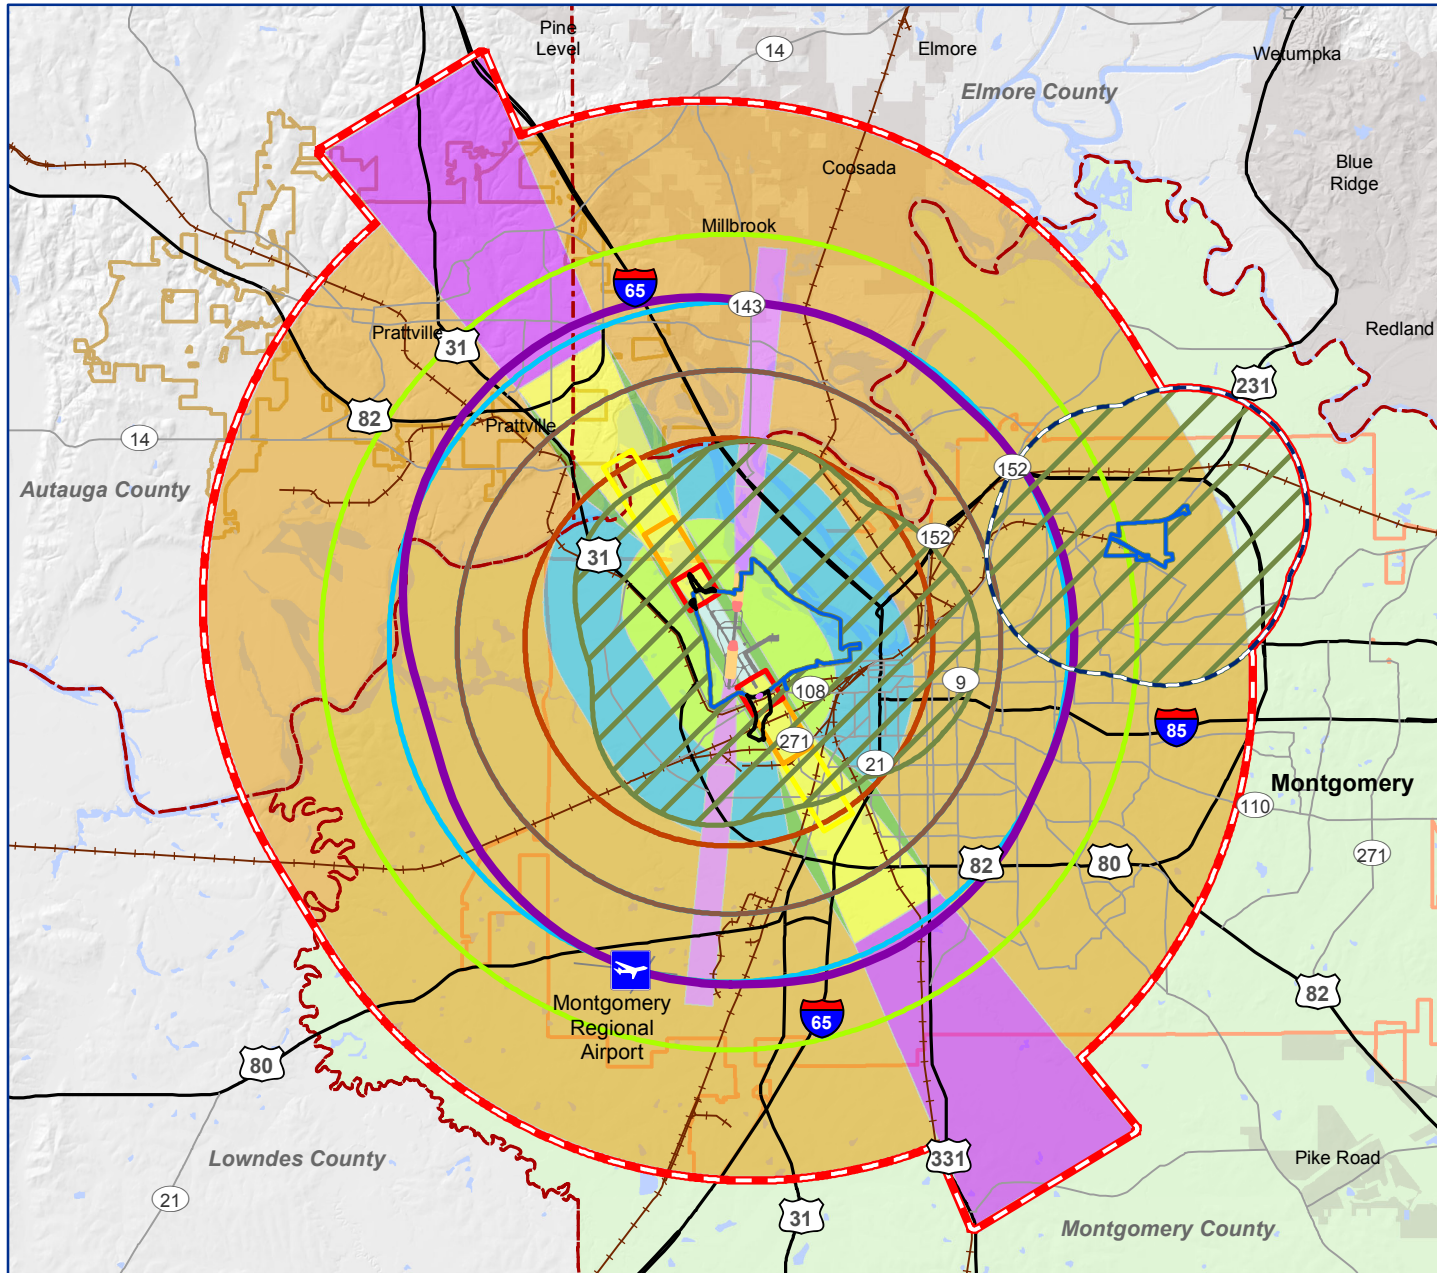 Pine
Level
14
Elmore
Wetumpka
Elmore County
Blue
Ridge
Coosada
Millbrook
65
143
Redland
Prattville
31
231
82
Prattville
14
152
Autauga County
152
31
9
108
271
21
85
Montgomery
110
271
82
80
65
82
Montgomery
Regional
Airport
80
331
Lowndes County
Pike Road
21
31
Montgomery County